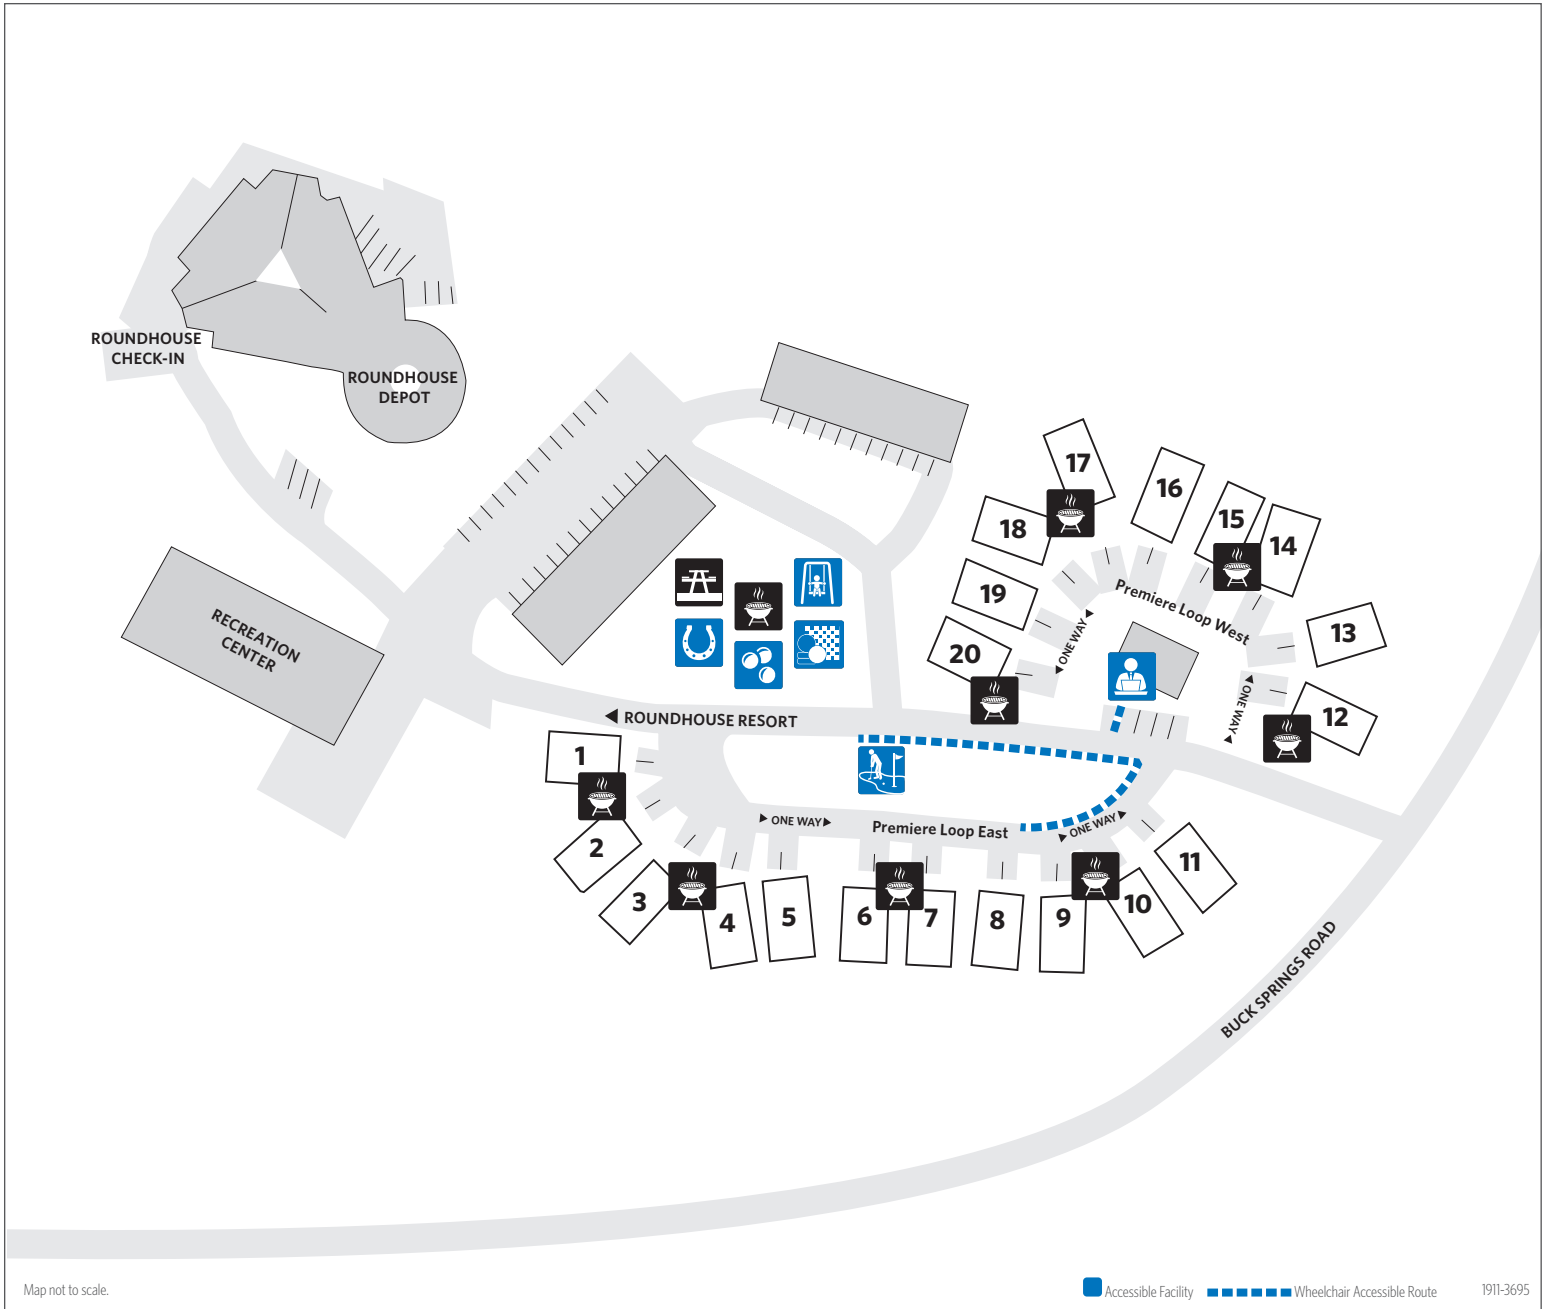 ROUNDHOUSE
CHECK-IN
ROUNDHOUSE
DEPOT
RECREATION
CENTER
17
16
15
14
18
19
20
13
12
Premiere Loop West
ONE WAY
ONE WAY
ROUNDHOUSE RESORT
1
2
3
4
5
6
7
8
9
10
11
ONE WAY
Premiere Loop East
ONE WAY
BUCK SPRINGS ROAD
Map not to scale.
Accessible Facility
Wheelchair Accessible Route
1911-3695